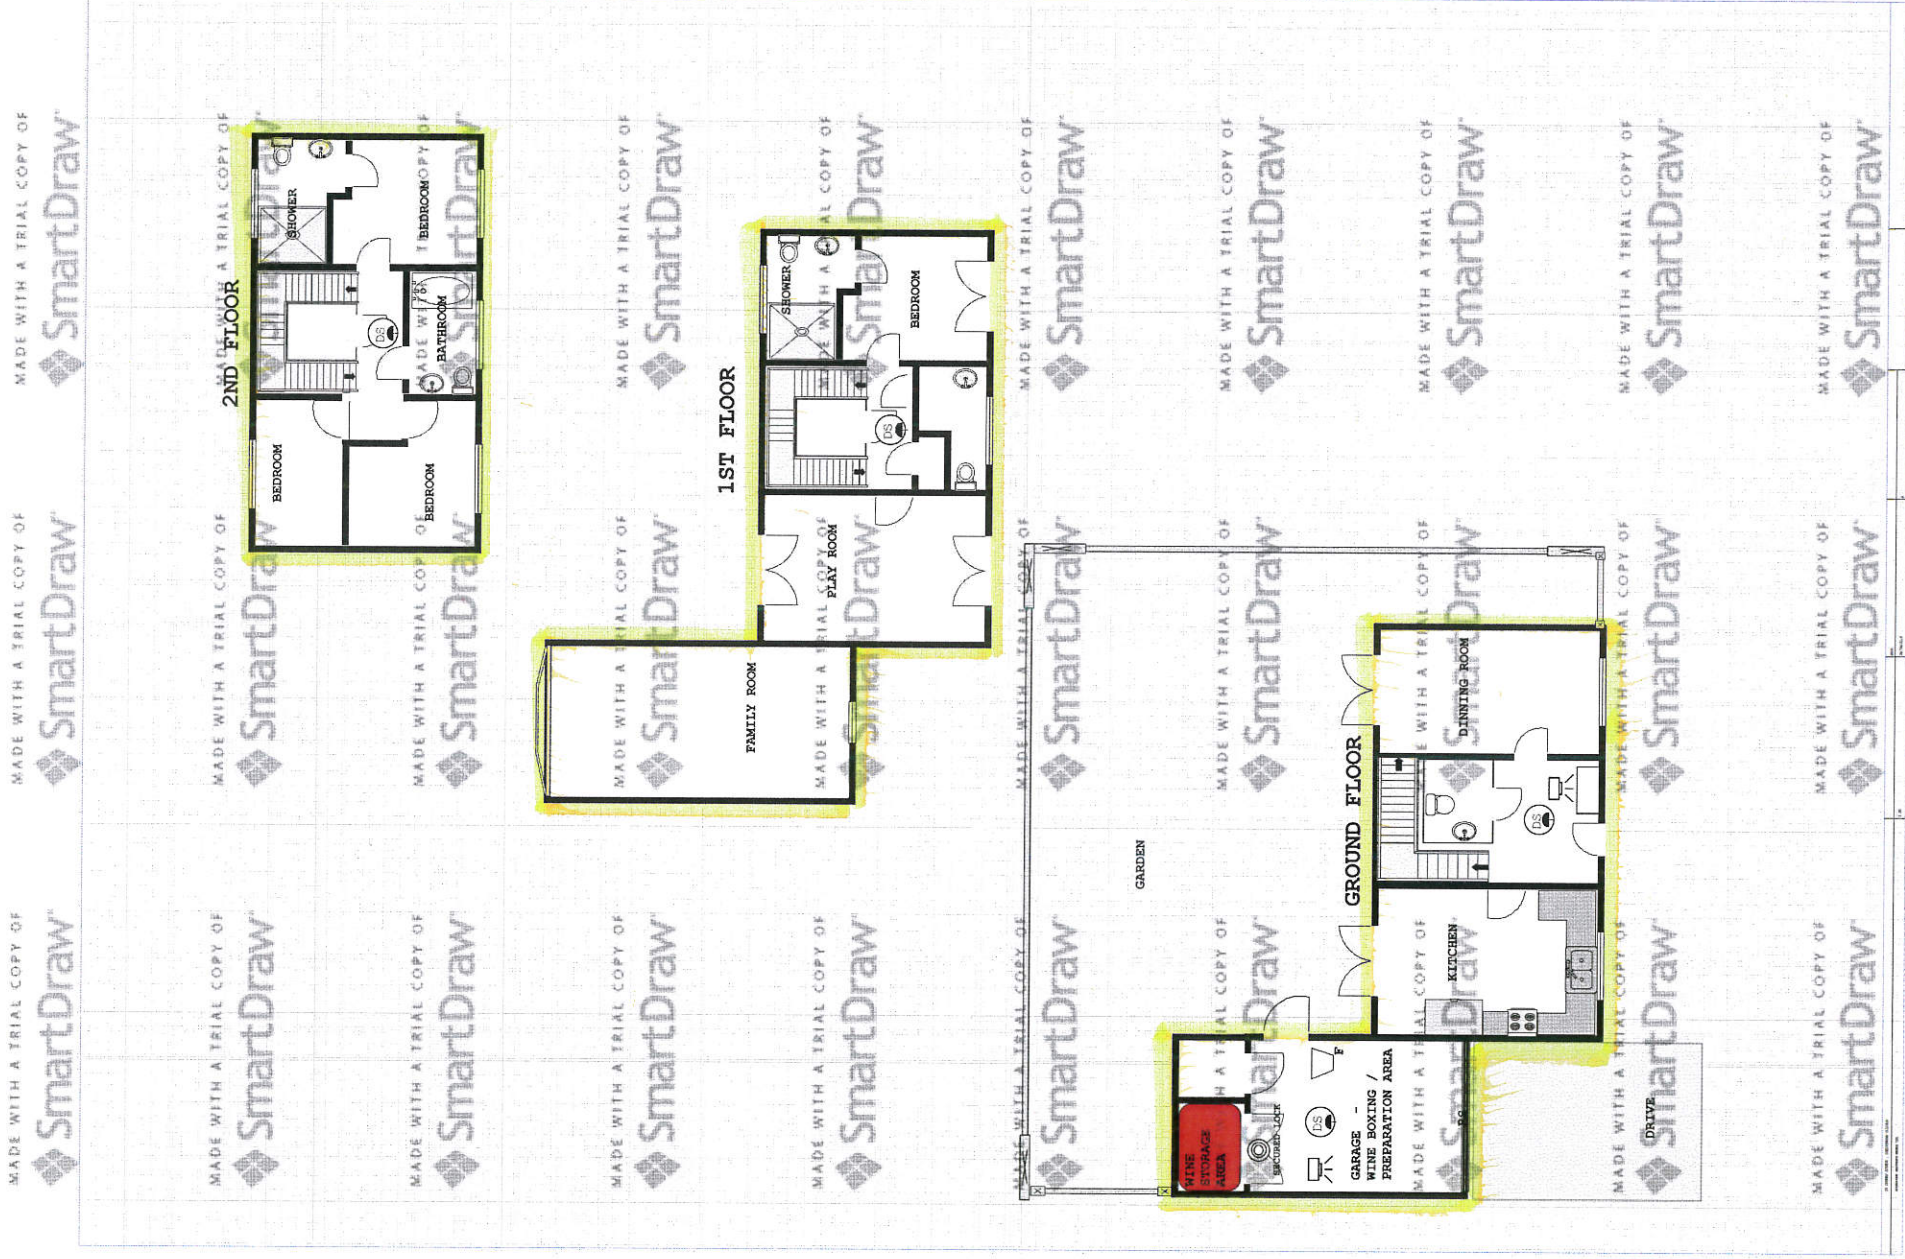 2ND FLOOR
SHOWER
BEDROOM
BATHROOM
BEDROOM
BEDROOM
1ST FLOOR
SHOWER
BEDROOM
PLAY ROOM
FAMILY ROOM
GROUND FLOOR
DINNING ROOM
KITCHEN
GARDEN
WINE
STORAGE
AREA
SECURED LOCK
GARAGE -
WINE BOXING /
PREPARATION AREA
F
DRIVE
DS
DS
DS
DS
MADE WITH A TRIAL COPY OF
SmartDraw